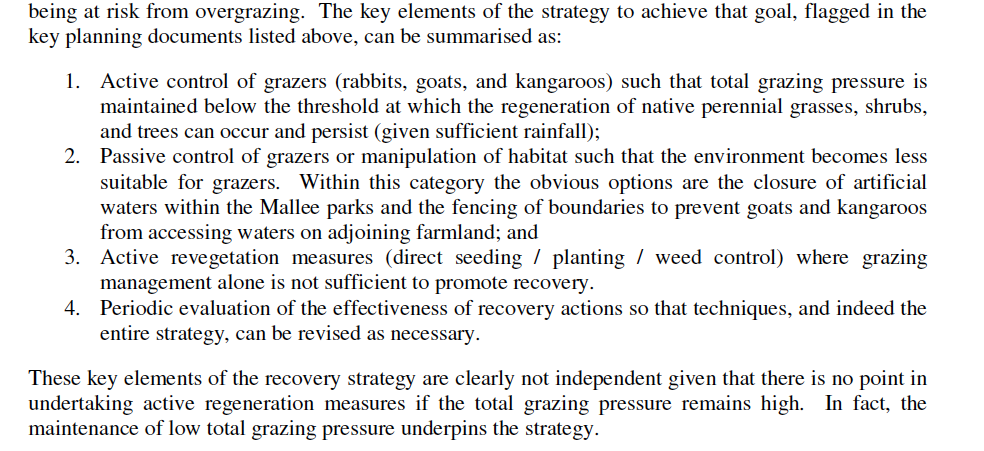 being at risk from overgrazing. The key elements of the strategy to achieve that goal, flagged in the
key planning documents listed above, can be summarised as:
1. Active control of grazers (rabbits, goats, and kangaroos) such that total grazing pressure is
maintained below the threshold at which the regeneration of native perennial grasses, shrubs,
and trees can occur and persist (given sufficient rainfall);
2. Passive control of grazers or manipulation of habitat such that the environment becomes less
suitable for grazers. Within this category the obvious options are the closure of artificial
waters within the Mallee parks and the fencing of boundaries to prevent goats and kangaroos
from accessing waters on adjoining farmland; and
3. Active revegetation measures (direct seeding / planting / weed control) where grazing
management alone is not sufficient to promote recovery.
4. Periodic evaluation of the effectiveness of recovery actions so that techniques, and indeed the
entire strategy, can be revised as necessary.
These key elements of the recovery strategy are clearly not independent given that there is no point in
undertaking active regeneration measures if the total grazing pressure remains high. In fact, the
maintenance of low total grazing pressure underpins the strategy.